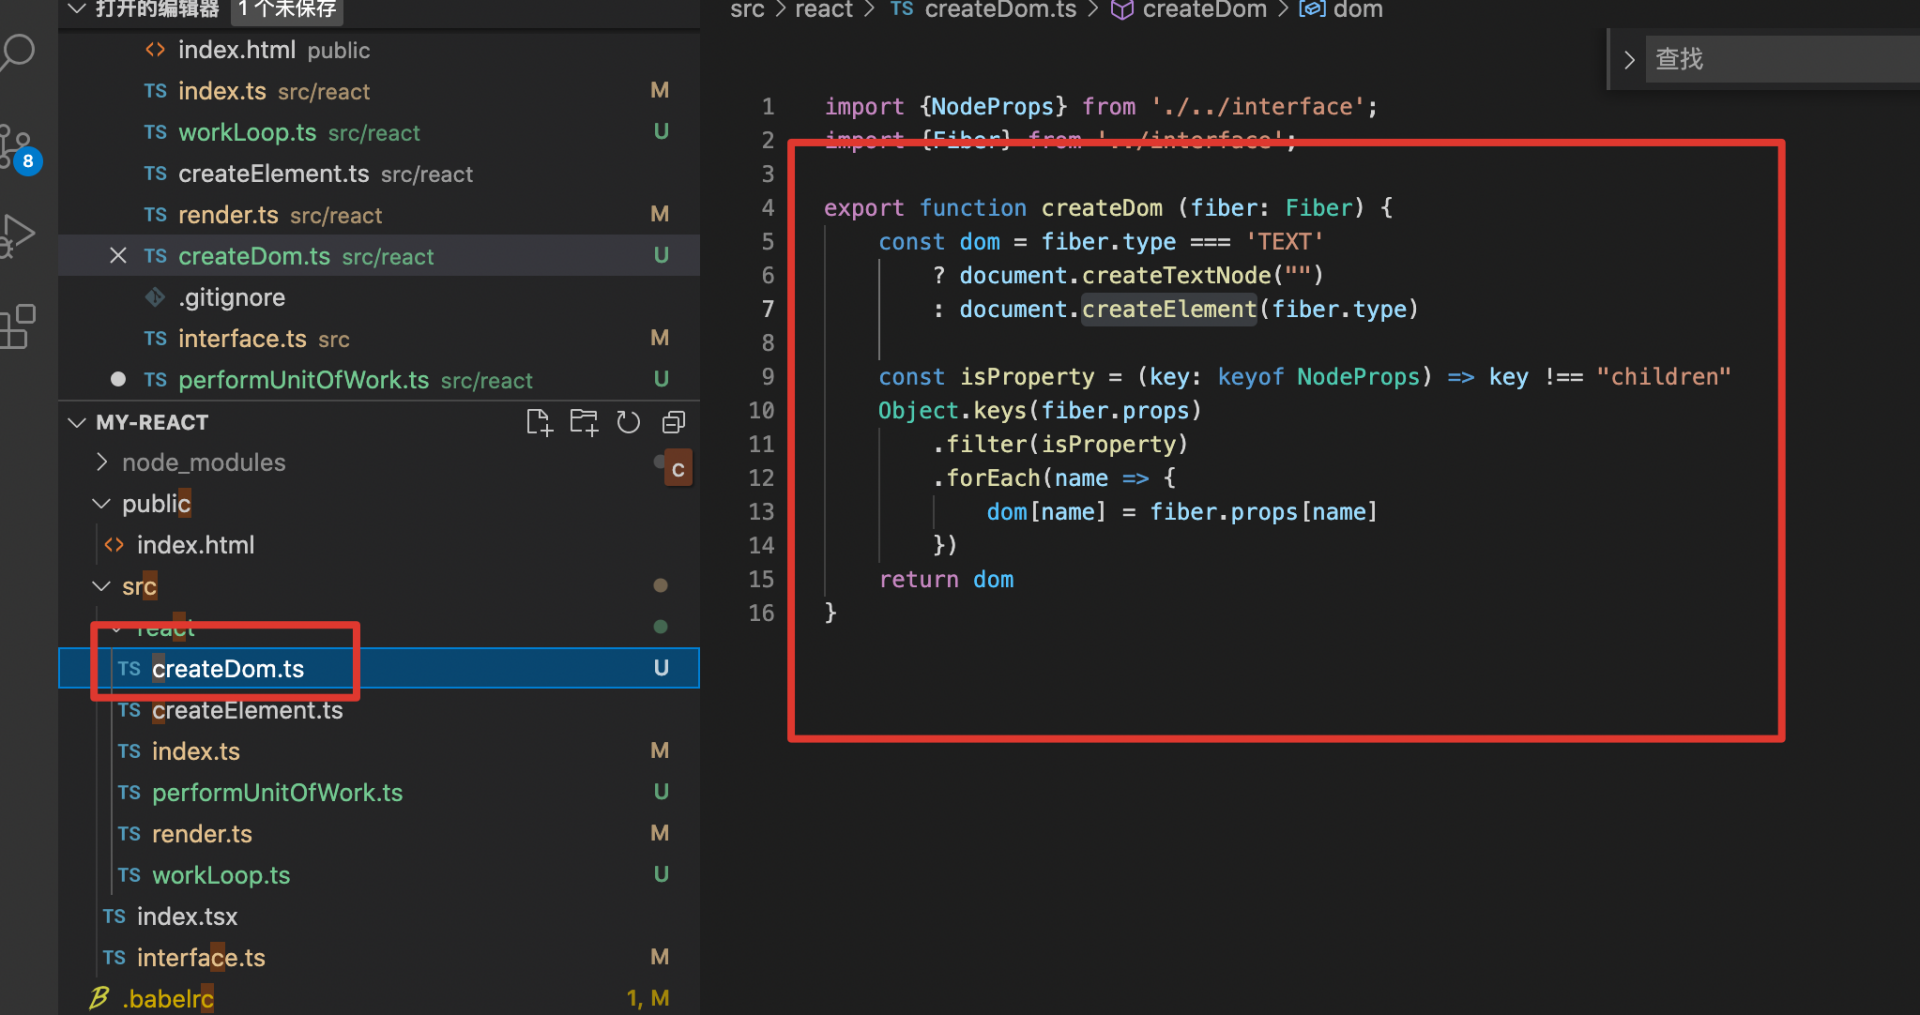 打开的编辑器 1 个未保存
index.html public
TS index.ts src/react M
TS workLoop.ts src/react U
TS createElement.ts src/react
TS render.ts src/react M
TS createDom.ts src/react U
.gitignore
TS interface.ts src M
TS performUnitOfWork.ts src/react U
MY-REACT
node_modules
c
public
index.html
src
react
TS createDom.ts U
TS createElement.ts
TS index.ts M
TS performUnitOfWork.ts U
TS render.ts M
TS workLoop.ts U
TS index.tsx
TS interface.ts M
.babelrc 1, M
8
src > react > TS createDom.ts > createDom > dom
查找
1 import {NodeProps} from './../interface';
2 import {Fiber} from '../interface';
3
4 export function createDom (fiber: Fiber) {
5 const dom = fiber.type === 'TEXT'
6 ? document.createTextNode("")
7 : document.createElement(fiber.type)
8
9 const isProperty = (key: keyof NodeProps) => key !== "children"
10 Object.keys(fiber.props)
11 .filter(isProperty)
12 .forEach(name => {
13 dom[name] = fiber.props[name]
14 })
15 return dom
16 }